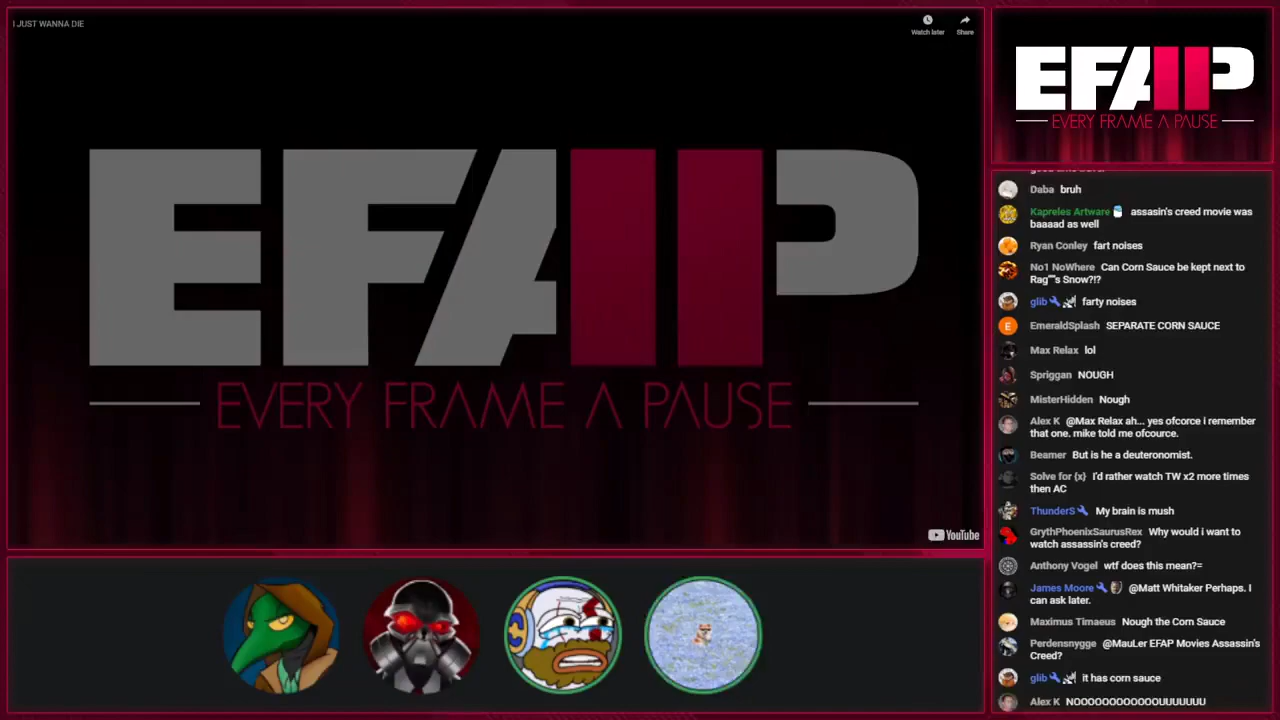 I JUST WANNA DIE
Watch later
Share
EFAP
EVERY FRAME A PAUSE
YouTube
EFAP
EVERY FRAME A PAUSE
Daba bruh
Kapreles Artware assasin's creed movie was
baaaad as well
Ryan Conley fart noises
No1 NoWhere Can Corn Sauce be kept next to
Rag""s Snow?!?
glib farty noises
E EmeraldSplash SEPARATE CORN SAUCE
Max Relax lol
Spriggan NOUGH
MisterHidden Nough
Alex K @Max Relax ah... yes ofcorce i remember
that one. mike told me ofcource.
Beamer But is he a deuteronomist.
Solve for {x} I'd rather watch TW x2 more times
then AC
ThunderS My brain is mush
GrythPhoenixSaurusRex Why would i want to
watch assassin's creed?
Anthony Vogel wtf does this mean?=
James Moore @Matt Whitaker Perhaps. I
can ask later.
Maximus Timaeus Nough the Corn Sauce
Perdensnygge @MauLer EFAP Movies Assassin's
Creed?
glib it has corn sauce
Alex K NOOOOOOOOOOOOUUUUUUU